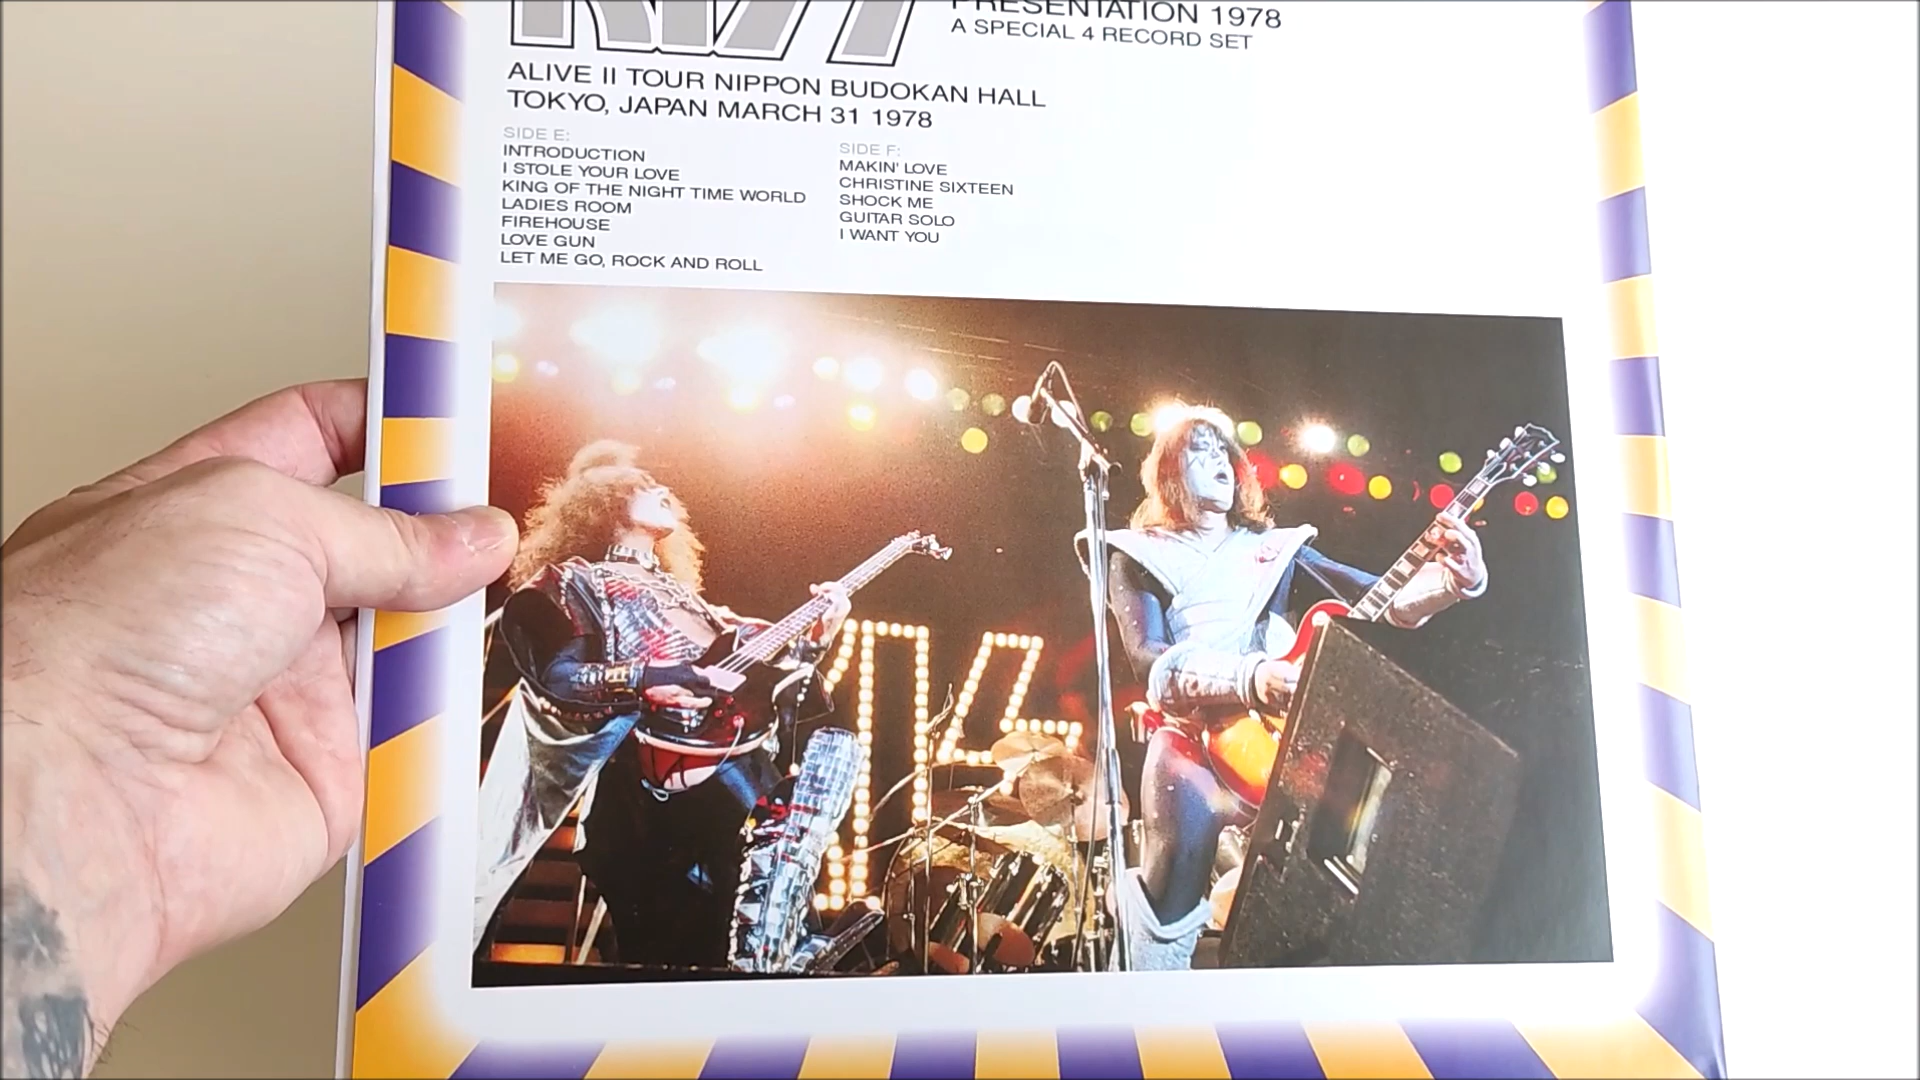 KISS
PRESENTATION 1978
A SPECIAL 4 RECORD SET
ALIVE II TOUR NIPPON BUDOKAN HALL
TOKYO, JAPAN MARCH 31 1978
SIDE E:
INTRODUCTION
I STOLE YOUR LOVE
KING OF THE NIGHT TIME WORLD
LADIES ROOM
FIREHOUSE
LOVE GUN
LET ME GO, ROCK AND ROLL
SIDE F:
MAKIN' LOVE
CHRISTINE SIXTEEN
SHOCK ME
GUITAR SOLO
I WANT YOU